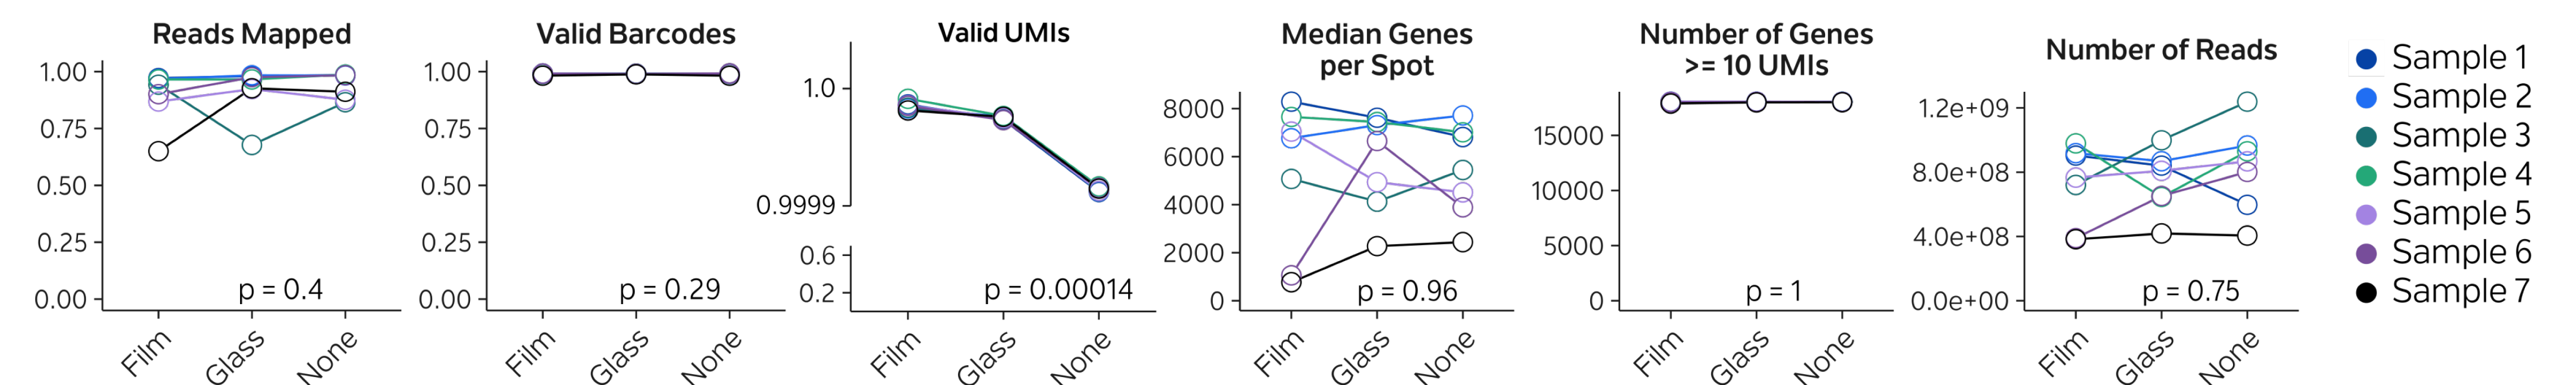 Reads Mapped
1.00
0.75
0.50
0.25
0.00
p = 0.4
Film
Glass
None
Valid Barcodes
1.00
0.75
0.50
0.25
0.00
p = 0.29
Film
Glass
None
Valid UMIs
1.0
0.9999
0.6
0.2
p = 0.00014
Film
Glass
None
Median Genes
per Spot
8000
6000
4000
2000
0
p = 0.96
Film
Glass
None
Number of Genes
>= 10 UMIs
15000
10000
5000
0
p = 1
Film
Glass
None
Number of Reads
1.2e+09
8.0e+08
4.0e+08
0.0e+00
p = 0.75
Film
Glass
None
Sample 1
Sample 2
Sample 3
Sample 4
Sample 5
Sample 6
Sample 7